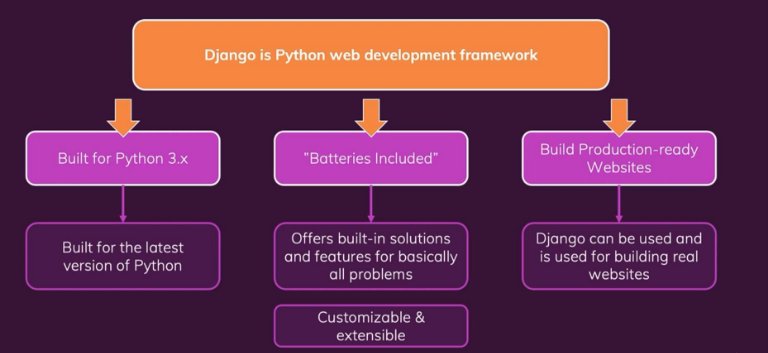 Django is Python web development framework
Built for Python 3.x
"Batteries Included"
Build Production-ready
Websites
Built for the latest
version of Python
Offers built-in solutions
and features for basically
all problems
Django can be used and
is used for building real
websites
Customizable &
extensible